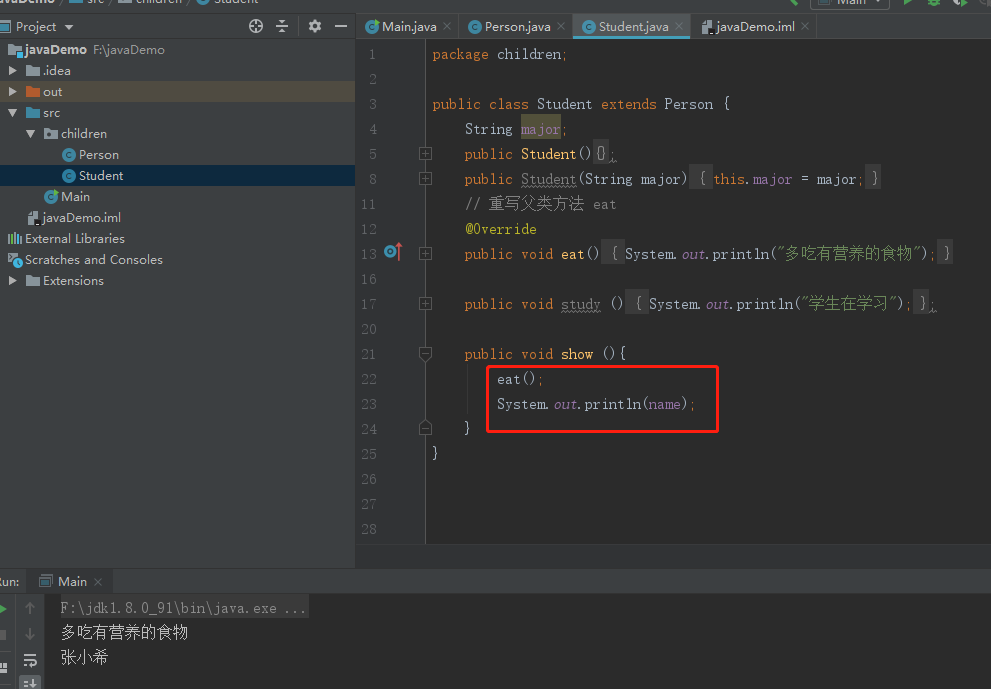 src
children
Student
Main
Project
javaDemo F:\javaDemo
.idea
out
src
children
Person
Student
Main
javaDemo.iml
External Libraries
Scratches and Consoles
Extensions
Main.java
Person.java
Student.java
javaDemo.iml
1 package children;
2
3 public class Student extends Person {
4 String major;
5 public Student(){};
8 public Student(String major) { this.major = major; }
11 // 重写父类方法 eat
12 @Override
13 public void eat() { System.out.println("多吃有营养的食物"); }
16
17 public void study () { System.out.println("学生在学习"); };
20
21 public void show (){
22 eat();
23 System.out.println(name);
24 }
25 }
26
27
28
Main
F:\jdk1.8.0_91\bin\java.exe ...
多吃有营养的食物
张小希